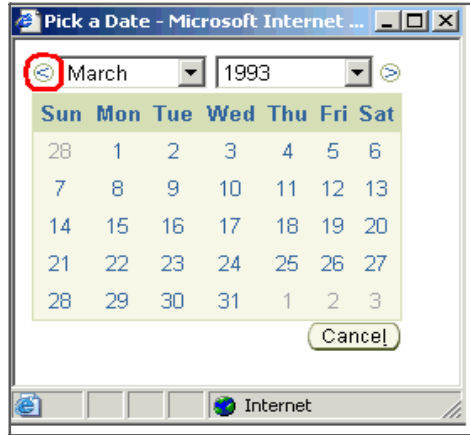 Pick a Date - Microsoft Internet ...
< March 1993 >
Sun Mon Tue Wed Thu Fri Sat
28 1 2 3 4 5 6
7 8 9 10 11 12 13
14 15 16 17 18 19 20
21 22 23 24 25 26 27
28 29 30 31 1 2 3
Cancel
Internet